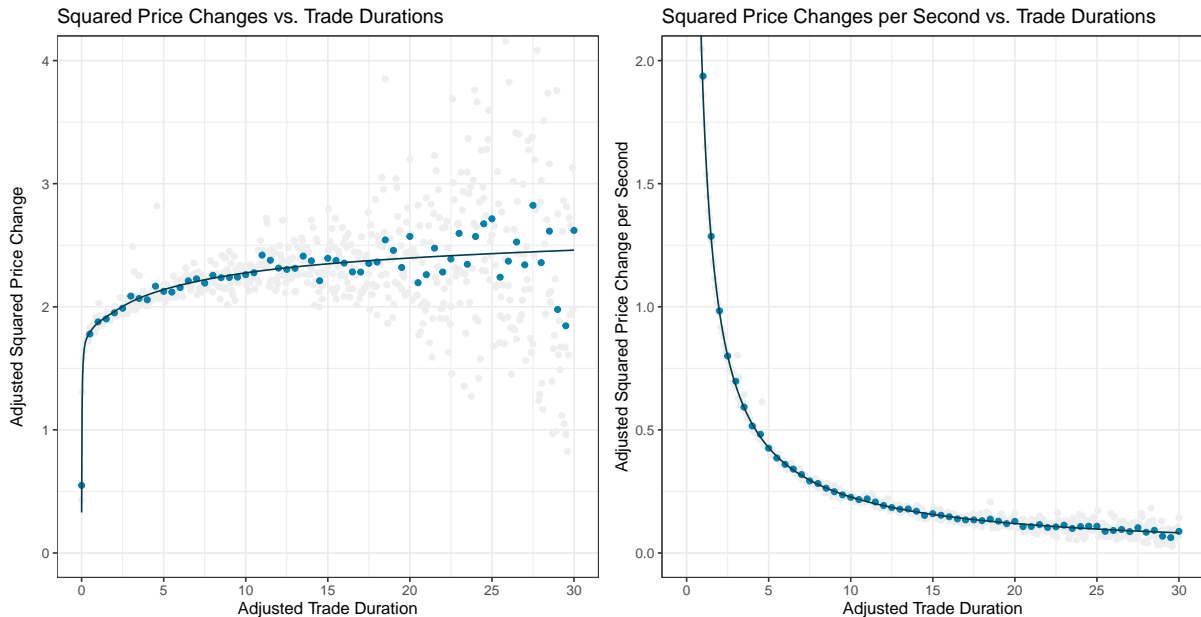 Squared Price Changes vs. Trade Durations
Adjusted Squared Price Change
4
3
2
1
0
0 5 10 15 20 25 30
Adjusted Trade Duration
Squared Price Changes per Second vs. Trade Durations
Adjusted Squared Price Change per Second
2.0
1.5
1.0
0.5
0.0
0 5 10 15 20 25 30
Adjusted Trade Duration